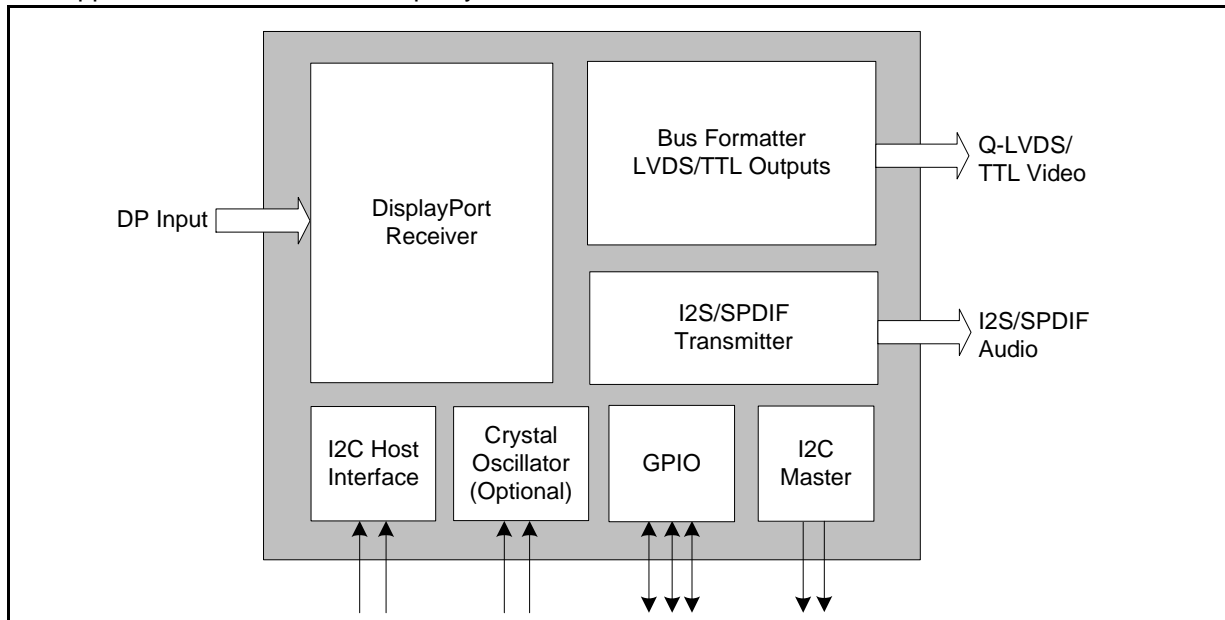 DP Input
DisplayPort
Receiver
Bus Formatter
LVDS/TTL Outputs
Q-LVDS/
TTL Video
I2S/SPDIF
Transmitter
I2S/SPDIF
Audio
I2C Host
Interface
Crystal
Oscillator
(Optional)
GPIO
I2C
Master